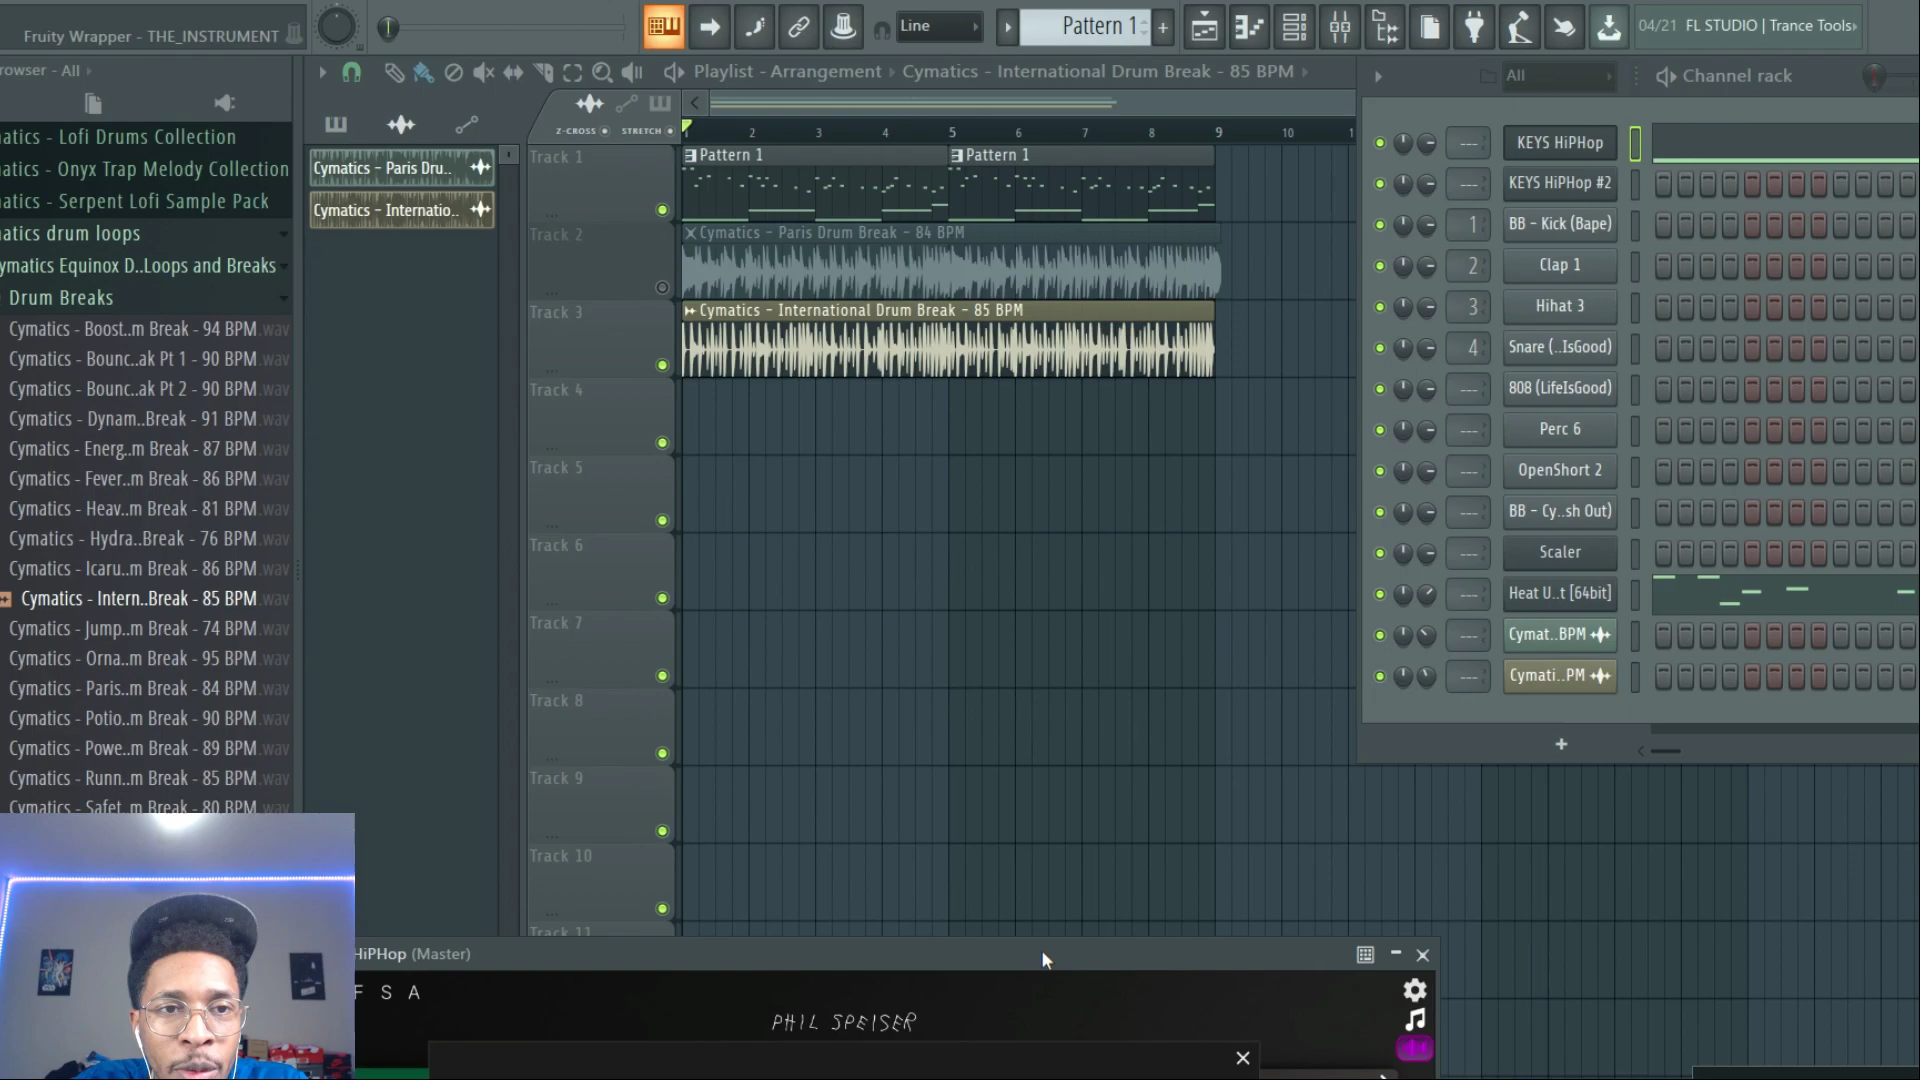 Fruity Wrapper - THE_INSTRUMENT
Line
Pattern 1
+
04/21 FL STUDIO | Trance Tools
rowser - All
Playlist - Arrangement
Cymatics - International Drum Break - 85 BPM
All
Channel rack
Z-CROSS
STRETCH
2 3 4 5 6 7 8 9 10 1
matics - Lofi Drums Collection
matics - Onyx Trap Melody Collection
matics - Serpent Lofi Sample Pack
matics drum loops
ymatics Equinox D..Loops and Breaks
Drum Breaks
Cymatics - Boost..m Break - 94 BPM.wav
Cymatics - Bounc..ak Pt 1 - 90 BPM.wav
Cymatics - Bounc..ak Pt 2 - 90 BPM.wav
Cymatics - Dynam..Break - 91 BPM.wav
Cymatics - Energ..m Break - 87 BPM.wav
Cymatics - Fever..m Break - 86 BPM.wav
Cymatics - Heav..m Break - 81 BPM.wav
Cymatics - Hydra..Break - 76 BPM.wav
Cymatics - Icaru..m Break - 86 BPM.wav
Cymatics - Intern..Break - 85 BPM.wav
Cymatics - Jump..m Break - 74 BPM.wav
Cymatics - Orna..m Break - 95 BPM.wav
Cymatics - Paris..m Break - 84 BPM.wav
Cymatics - Potio..m Break - 90 BPM.wav
Cymatics - Powe..m Break - 89 BPM.wav
Cymatics - Runn..m Break - 85 BPM.wav
Cymatics - Safet..m Break - 80 BPM.wav
Cymatics - Paris Dru..
Cymatics - Internatio..
Track 1
Pattern 1
Pattern 1
Track 2
Cymatics - Paris Drum Break - 84 BPM
Track 3
Cymatics - International Drum Break - 85 BPM
Track 4
Track 5
Track 6
Track 7
Track 8
Track 9
Track 10
Track 11
--- KEYS HiPHop
--- KEYS HiPHop #2
1 BB - Kick (Bape)
2 Clap 1
3 Hihat 3
4 Snare (..IsGood)
--- 808 (LifeIsGood)
--- Perc 6
--- OpenShort 2
--- BB - Cy..sh Out)
--- Scaler
--- Heat U..t [64bit]
--- Cymat..BPM
--- Cymati..PM
+
HiPHop (Master)
F S A
PHIL SPEISER